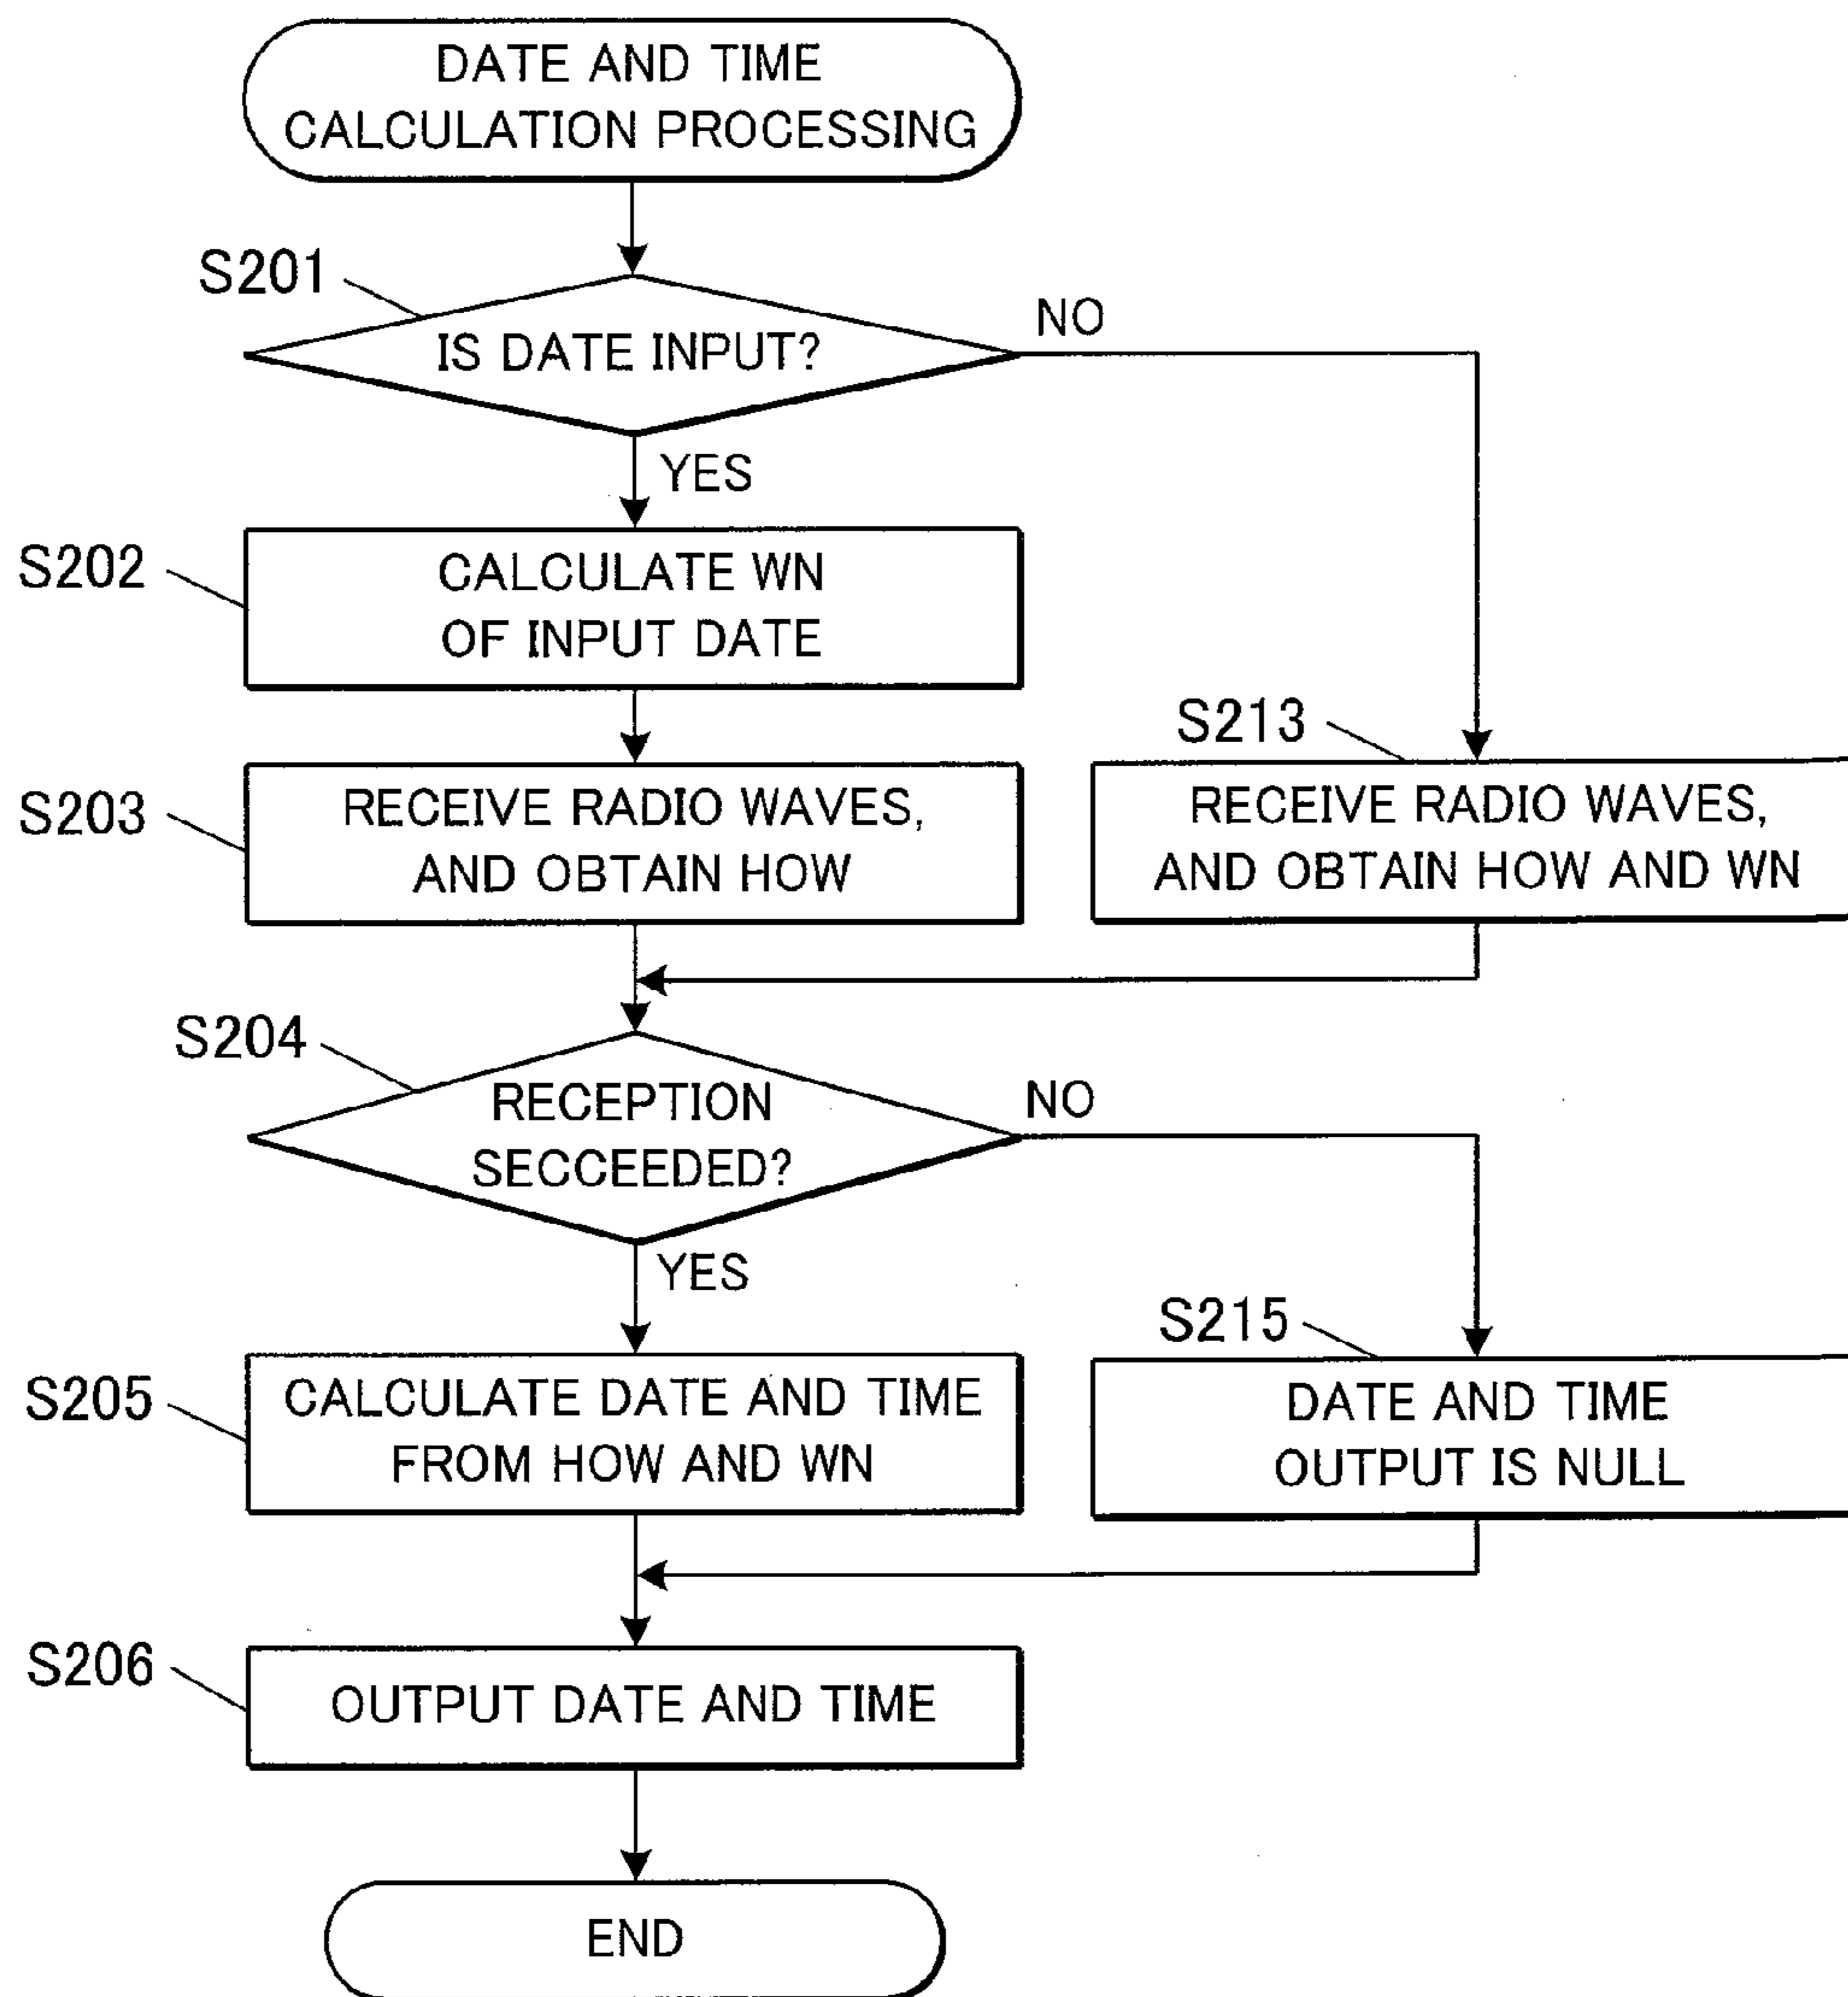 DATE AND TIME
CALCULATION PROCESSING
S201
IS DATE INPUT?
NO
YES
S202
CALCULATE WN
OF INPUT DATE
S203
RECEIVE RADIO WAVES,
AND OBTAIN HOW
S213
RECEIVE RADIO WAVES,
AND OBTAIN HOW AND WN
S204
RECEPTION
SECCEEDED?
NO
YES
S205
CALCULATE DATE AND TIME
FROM HOW AND WN
S215
DATE AND TIME
OUTPUT IS NULL
S206
OUTPUT DATE AND TIME
END